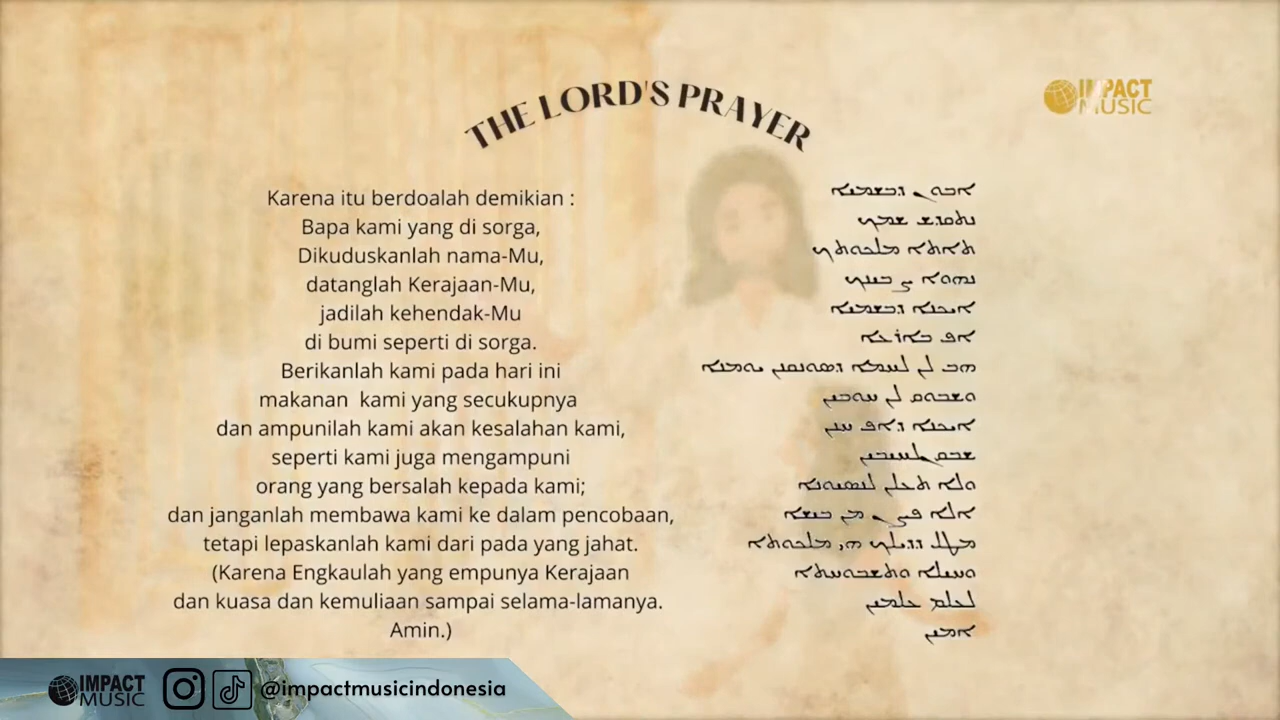 THE LORD'S PRAYER
IMPACT
MUSIC
Karena itu berdoalah demikian :
Bapa kami yang di sorga,
Dikuduskanlah nama-Mu,
datanglah Kerajaan-Mu,
jadilah kehendak-Mu
di bumi seperti di sorga.
Berikanlah kami pada hari ini
makanan kami yang secukupnya
dan ampunilah kami akan kesalahan kami,
seperti kami juga mengampuni
orang yang bersalah kepada kami;
dan janganlah membawa kami ke dalam pencobaan,
tetapi lepaskanlah kami dari pada yang jahat.
(Karena Engkaulah yang empunya Kerajaan
dan kuasa dan kemuliaan sampai selama-lamanya.
Amin.)
ܐܒܘܢ ܕܒܫܡܝܐ
ܢܬܩܕܫ ܫܡܟ
ܬܐܬܐ ܡܠܟܘܬܟ
ܢܗܘܐ ܨܒܝܢܟ
ܐܝܟܢܐ ܕܒܫܡܝܐ
ܐܦ ܒܐܪܥܐ
ܗܒ ܠܢ ܠܚܡܐ ܕܣܘܢܩܢܢ ܝܘܡܢܐ
ܘܫܒܘܩ ܠܢ ܚܘܒܝܢ
ܐܝܟܢܐ ܕܐܦ ܚܢܢ
ܫܒܩܢ ܠܚܝܒܝܢ
ܘܠܐ ܬܥܠܢ ܠܢܣܝܘܢܐ
ܐܠܐ ܦܨܢ ܡܢ ܒܝܫܐ
ܡܛܠ ܕܕܝܠܟ ܗܝ ܡܠܟܘܬܐ
ܘܚܝܠܐ ܘܬܫܒܘܚܬܐ
ܠܥܠܡ ܥܠܡܝܢ
ܐܡܝܢ
IMPACT
MUSIC
@impactmusicindonesia